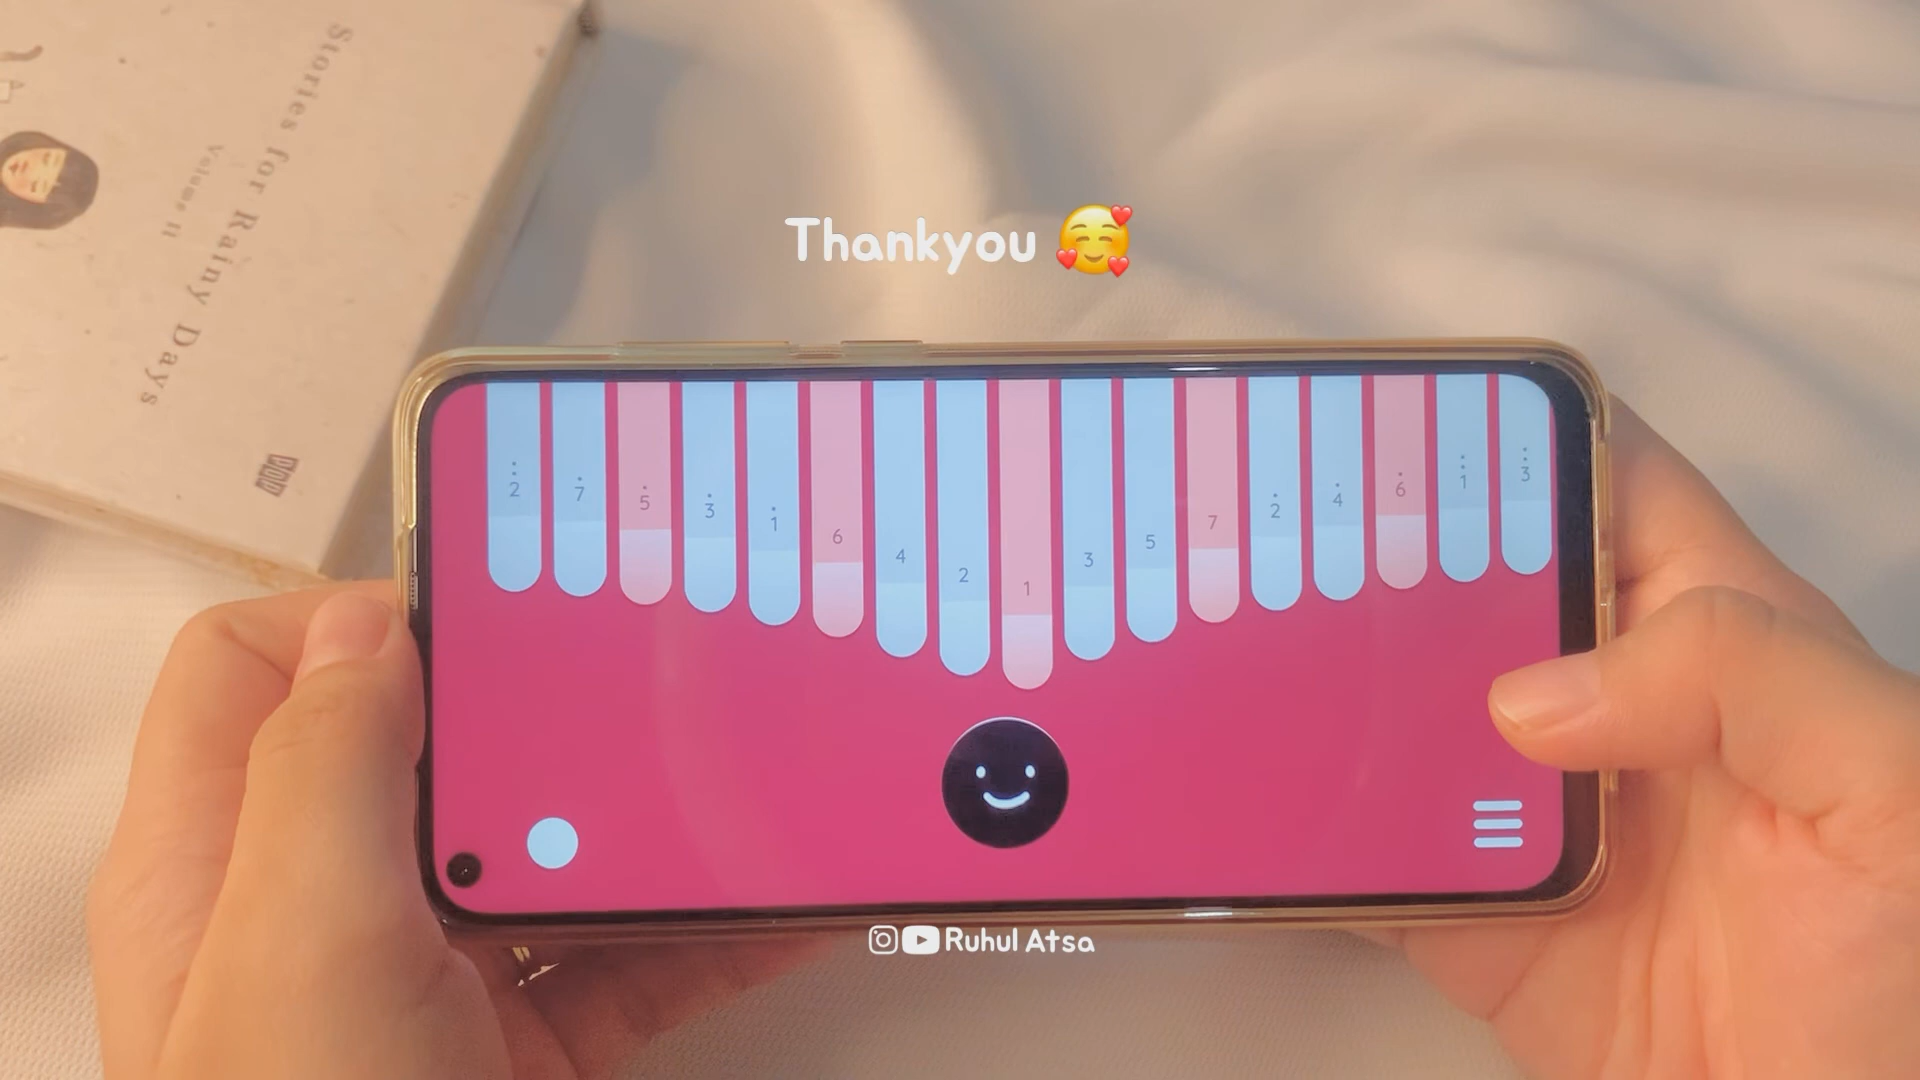 Stories for Rainy Days
Volume II
POP
Thankyou 🥰
2 7 5 3 1 6 4 2 1 3 5 7 2 4 6 1 3
Ruhul Atsa